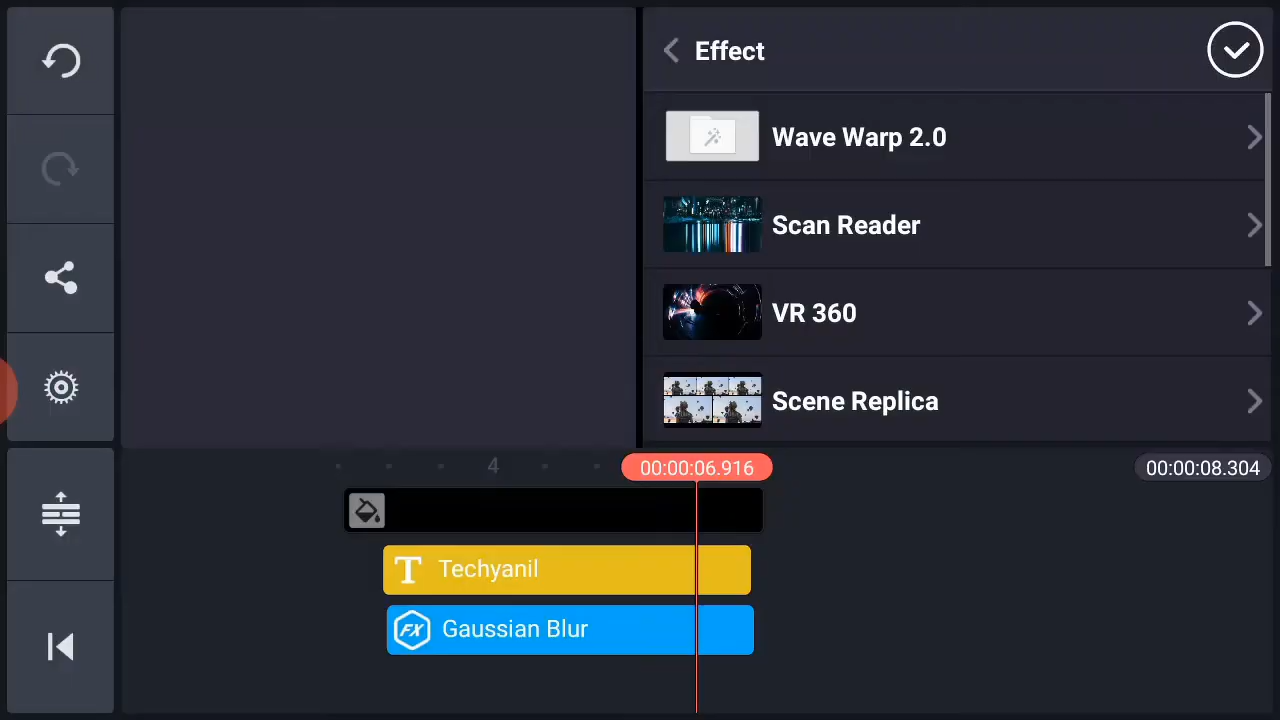 Effect
Wave Warp 2.0
Scan Reader
VR 360
Scene Replica
4
00:00:06.916
00:00:08.304
T Techyanil
FX Gaussian Blur